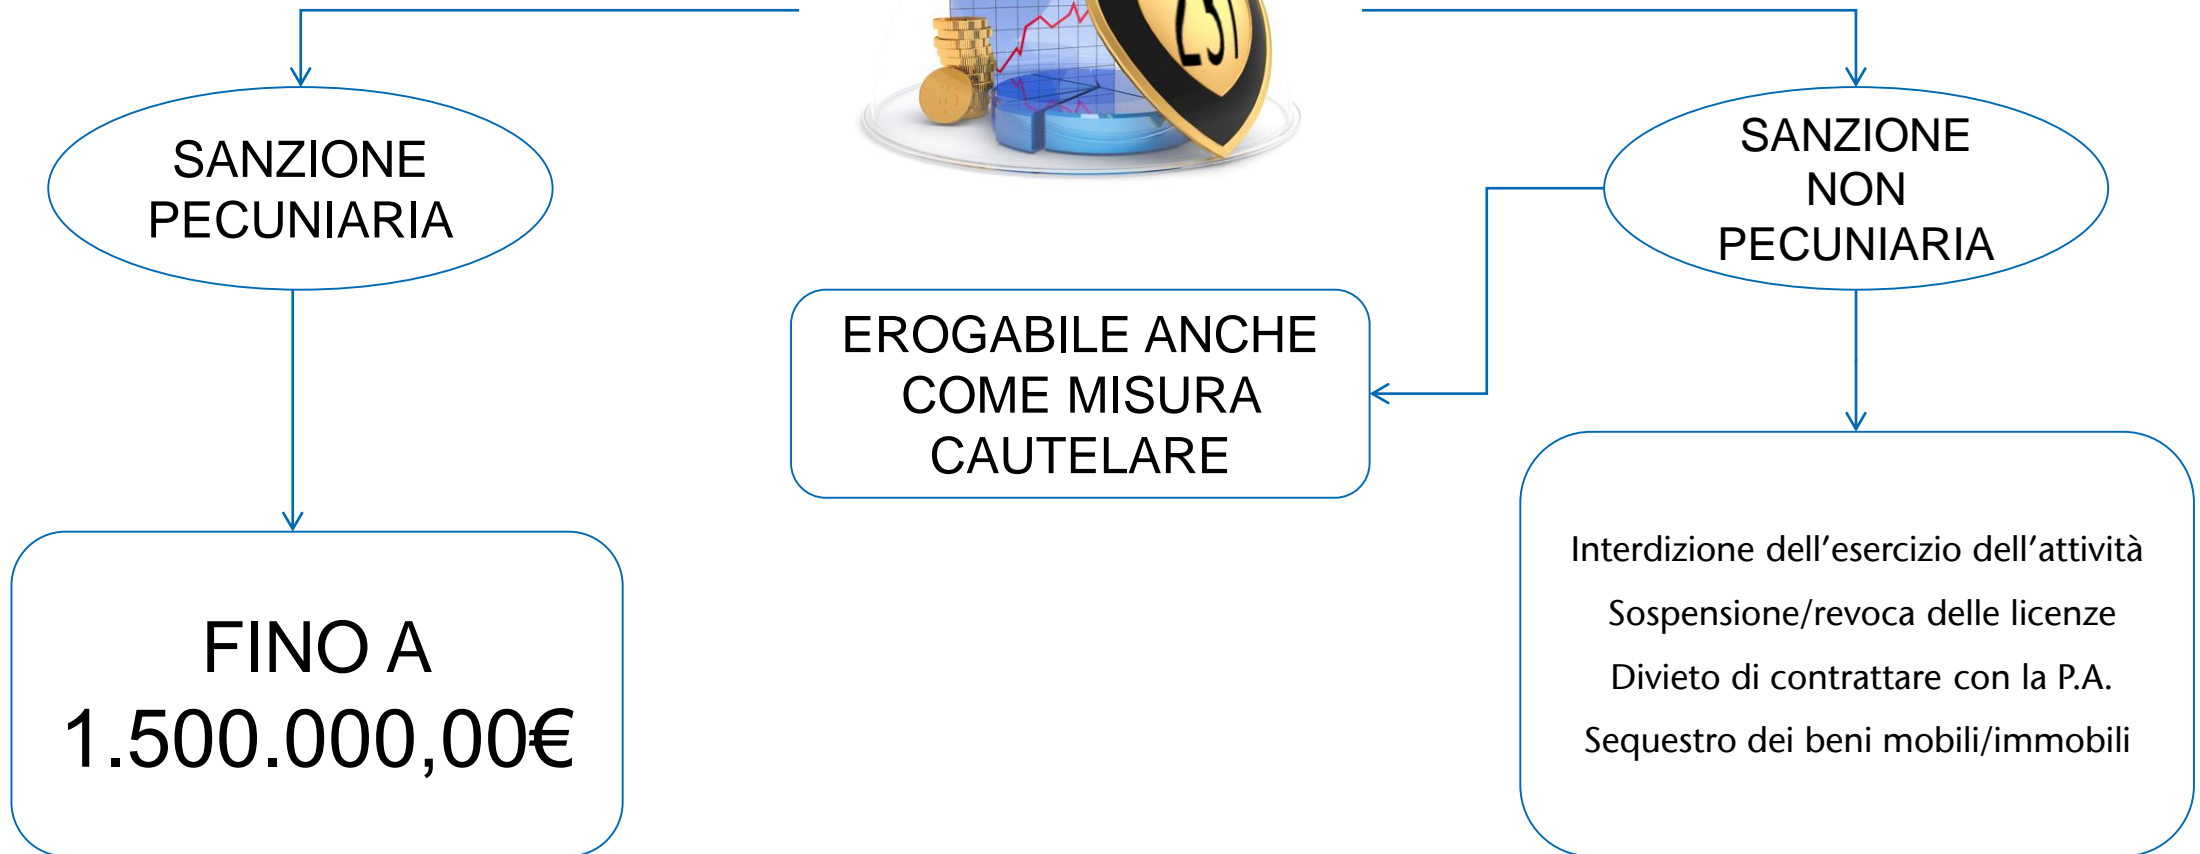 231
SANZIONE
PECUNIARIA
SANZIONE
NON
PECUNIARIA
EROGABILE ANCHE
COME MISURA
CAUTELARE
FINO A
1.500.000,00€
Interdizione dell’esercizio dell’attività
Sospensione/revoca delle licenze
Divieto di contrattare con la P.A.
Sequestro dei beni mobili/immobili